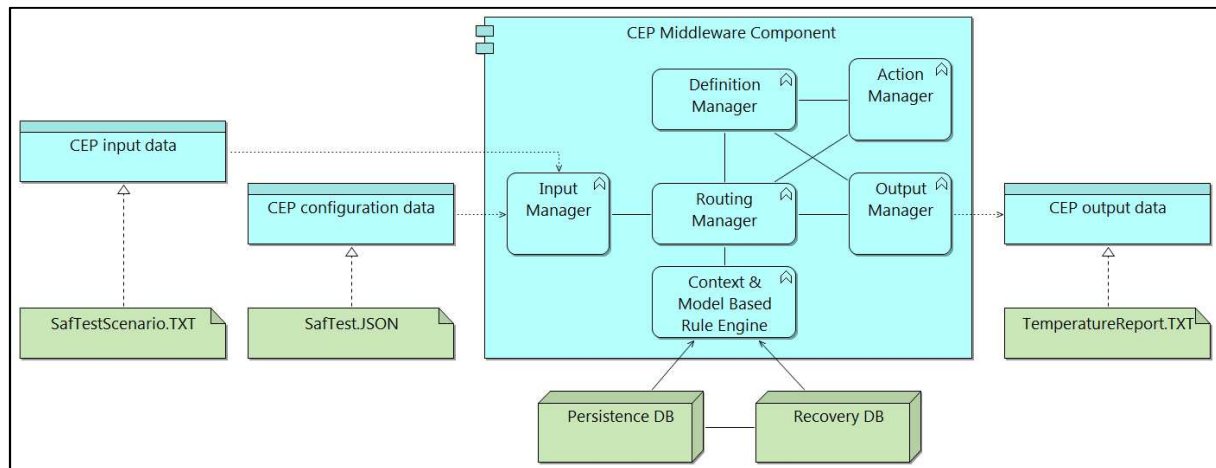 CEP Middleware Component
Definition
Manager
Action
Manager
CEP input data
CEP configuration data
Input
Manager
Routing
Manager
Output
Manager
CEP output data
Context &
Model Based
Rule Engine
SafTestScenario.TXT
SafTest.JSON
TemperatureReport.TXT
Persistence DB
Recovery DB